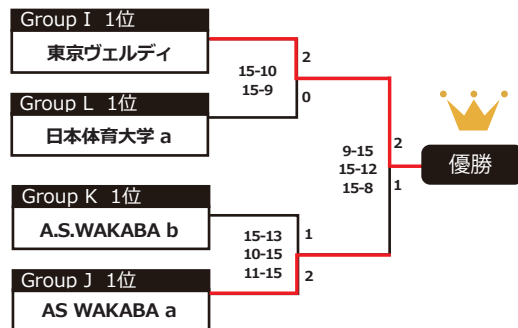 Group I 1位
東京ヴェルディ
Group L 1位
日本体育大学 a
15-10
15-9
2
0
Group K 1位
A.S.WAKABA b
Group J 1位
AS WAKABA a
15-13
10-15
11-15
1
2
9-15
15-12
15-8
2
1
優勝